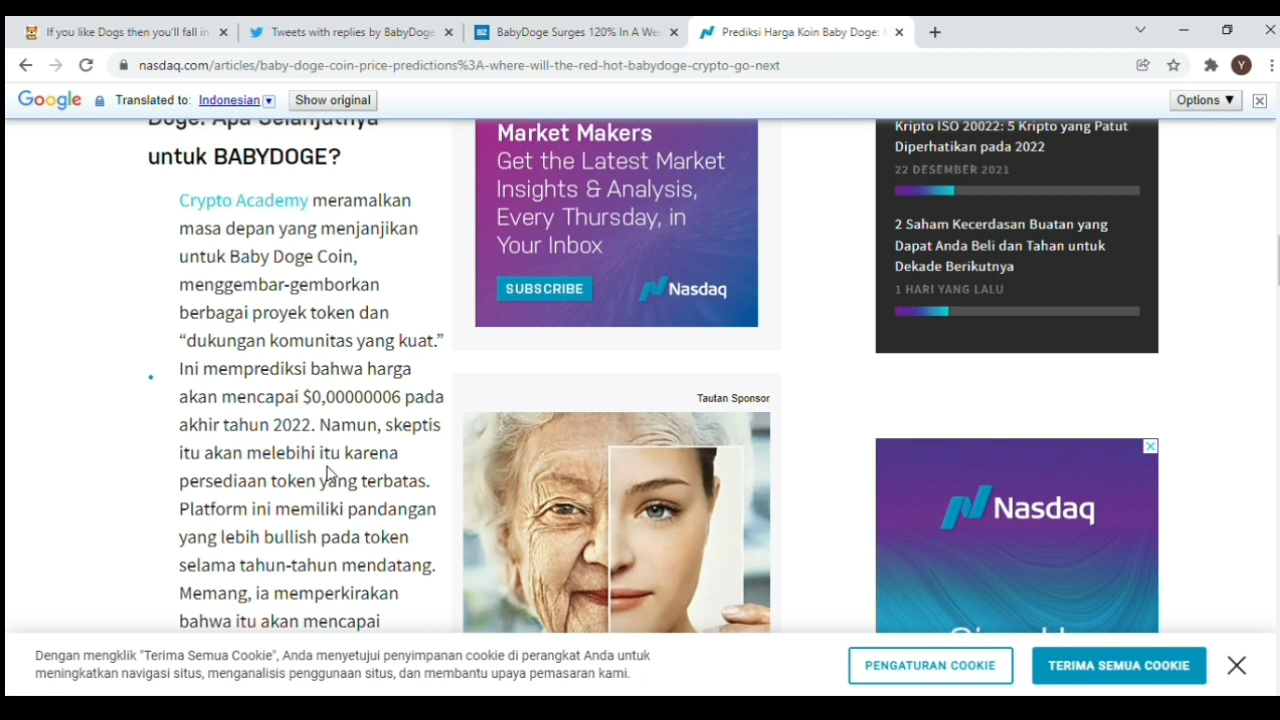 If you like Dogs then you'll fall in
Tweets with replies by BabyDoge
BabyDoge Surges 120% In A We
Prediksi Harga Koin Baby Doge:
nasdaq.com/articles/baby-doge-coin-price-predictions%3A-where-will-the-red-hot-babydoge-crypto-go-next
Y
Google Translated to: Indonesian Show original
Options ▼
Doge: Apa Selanjutnya
untuk BABYDOGE?
Crypto Academy meramalkan
masa depan yang menjanjikan
untuk Baby Doge Coin,
menggembar-gemborkan
berbagai proyek token dan
“dukungan komunitas yang kuat.”
Ini memprediksi bahwa harga
akan mencapai $0,00000006 pada
akhir tahun 2022. Namun, skeptis
itu akan melebihi itu karena
persediaan token yang terbatas.
Platform ini memiliki pandangan
yang lebih bullish pada token
selama tahun-tahun mendatang.
Memang, ia memperkirakan
bahwa itu akan mencapai
Market Makers
Get the Latest Market
Insights & Analysis,
Every Thursday, in
Your Inbox
SUBSCRIBE
Nasdaq
Tautan Sponsor
Kripto ISO 20022: 5 Kripto yang Patut
Diperhatikan pada 2022
22 DESEMBER 2021
2 Saham Kecerdasan Buatan yang
Dapat Anda Beli dan Tahan untuk
Dekade Berikutnya
1 HARI YANG LALU
Nasdaq
Dengan mengklik "Terima Semua Cookie", Anda menyetujui penyimpanan cookie di perangkat Anda untuk
meningkatkan navigasi situs, menganalisis penggunaan situs, dan membantu upaya pemasaran kami.
PENGATURAN COOKIE
TERIMA SEMUA COOKIE